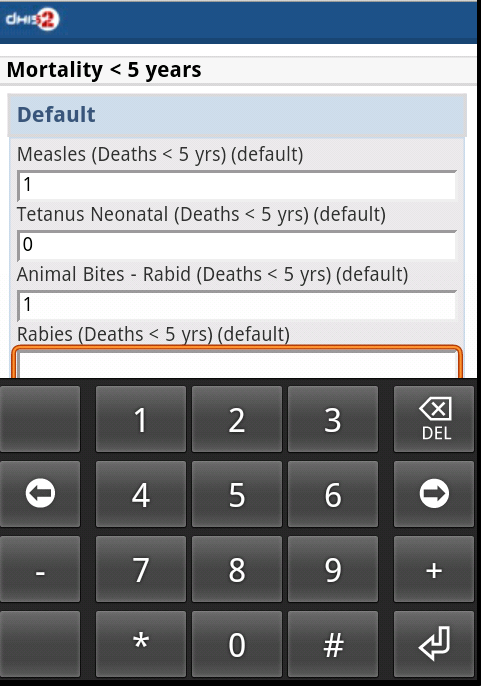 dHIS2
Mortality < 5 years
Default
Measles (Deaths < 5 yrs) (default)
1
Tetanus Neonatal (Deaths < 5 yrs) (default)
0
Animal Bites - Rabid (Deaths < 5 yrs) (default)
1
Rabies (Deaths < 5 yrs) (default)
1 2 3 DEL
4 5 6
- 7 8 9 +
* 0 #